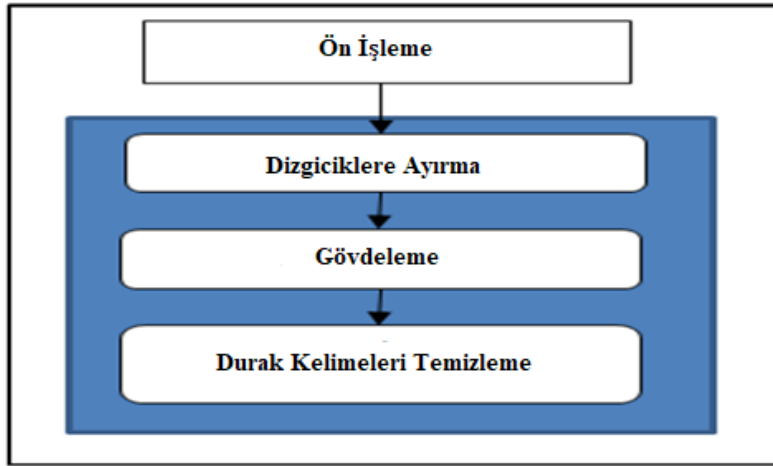 Ön İşleme
Dizgiciklere Ayırma
Gövdeleme
Durak Kelimeleri Temizleme